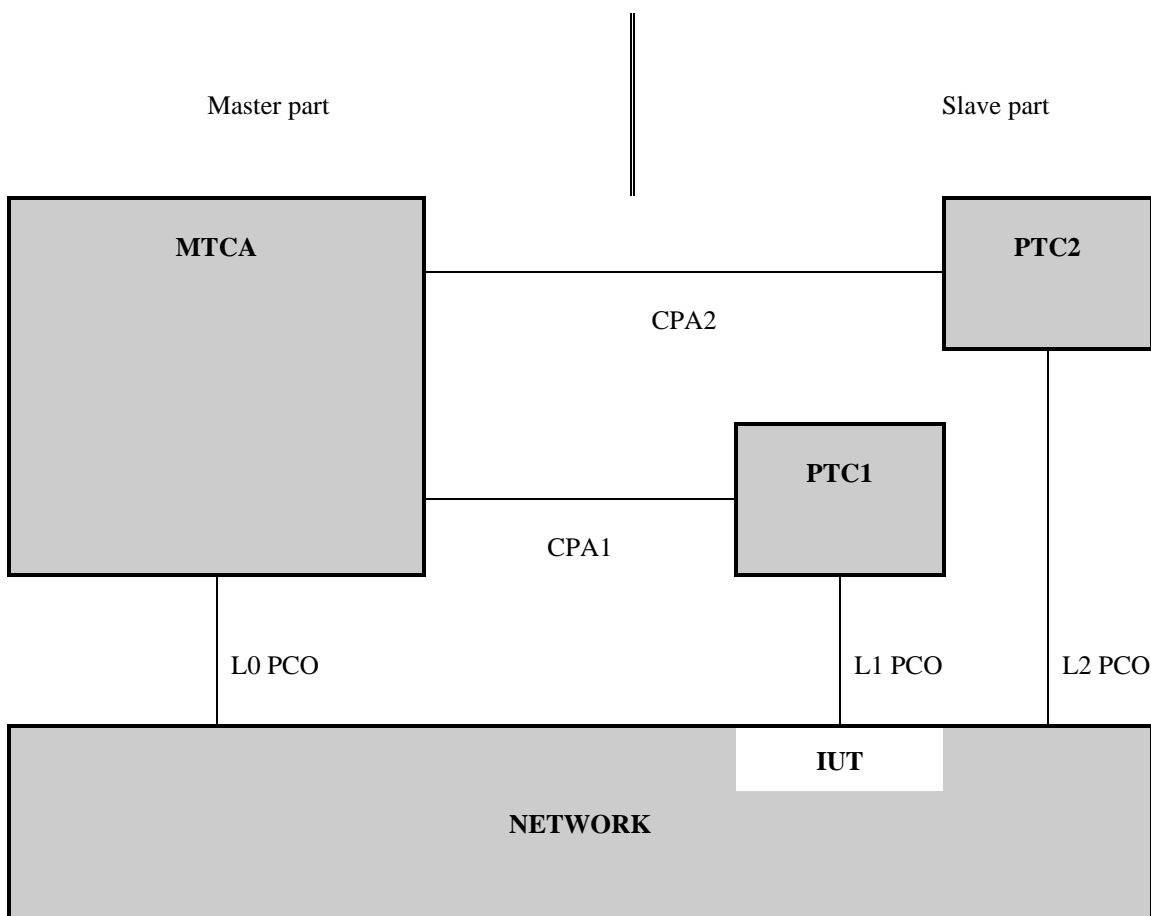 Master part
Slave part
MTCA
PTC2
CPA2
PTC1
CPA1
L0 PCO
L1 PCO
L2 PCO
IUT
NETWORK